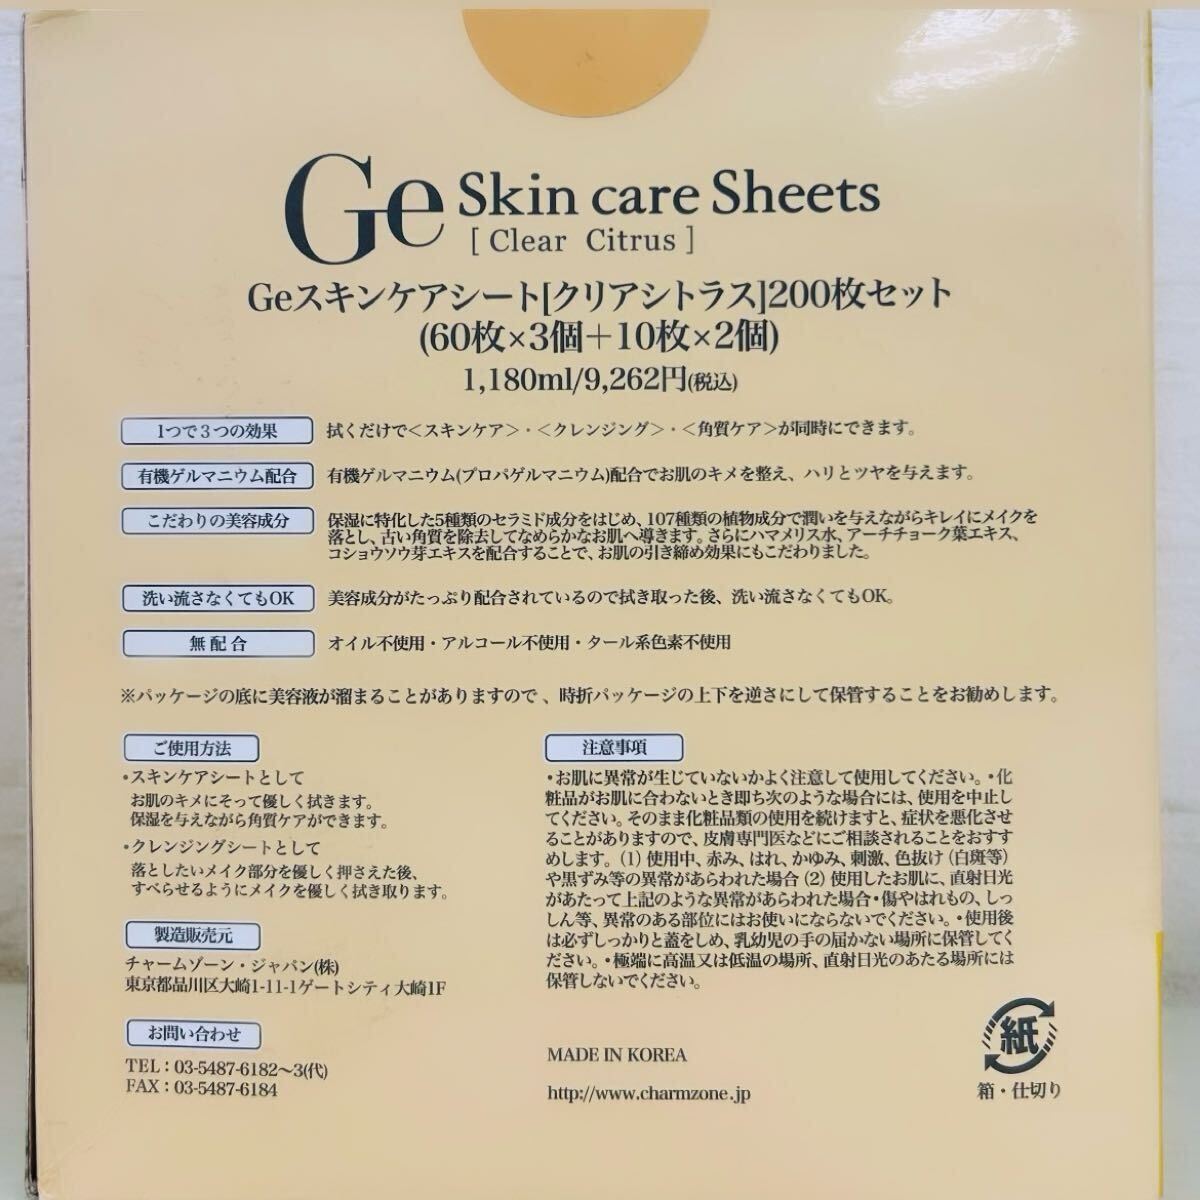 Ge Skin care Sheets
[ Clear Citrus ]
Geスキンケアシート[クリアシトラス]200枚セット
(60枚×3個＋10枚×2個)
1,180ml/9,262円(税込)
1つで3つの効果 拭くだけで＜スキンケア＞・＜クレンジング＞・＜角質ケア＞が同時にできます。
有機ゲルマニウム配合 有機ゲルマニウム(プロパゲルマニウム)配合でお肌のキメを整え、ハリとツヤを与えます。
こだわりの美容成分 保湿に特化した5種類のセラミド成分をはじめ、107種類の植物成分で潤いを与えながらキレイにメイクを
落とし、古い角質を除去してなめらかなお肌へ導きます。さらにハマメリス水、アーチチョーク葉エキス、
コショウソウ芽エキスを配合することで、お肌の引き締め効果にもこだわりました。
洗い流さなくてもOK 美容成分がたっぷり配合されているので拭き取った後、洗い流さなくてもOK。
無配合 オイル不使用・アルコール不使用・タール系色素不使用
※パッケージの底に美容液が溜まることがありますので、時折パッケージの上下を逆さにして保管することをお勧めします。
ご使用方法
・スキンケアシートとして
お肌のキメにそって優しく拭きます。
保湿を与えながら角質ケアができます。
・クレンジングシートとして
落としたいメイク部分を優しく押さえた後、
すべらせるようにメイクを優しく拭き取ります。
製造販売元
チャームゾーン・ジャパン(株)
東京都品川区大崎1-11-1ゲートシティ大崎1F
お問い合わせ
TEL：03-5487-6182～3(代)
FAX：03-5487-6184
注意事項
・お肌に異常が生じていないかよく注意して使用してください。・化
粧品がお肌に合わないとき即ち次のような場合には、使用を中止し
てください。そのまま化粧品類の使用を続けますと、症状を悪化させ
ることがありますので、皮膚専門医などにご相談されることをおすす
めします。（1）使用中、赤み、はれ、かゆみ、刺激、色抜け（白斑等）
や黒ずみ等の異常があらわれた場合（2）使用したお肌に、直射日光
があたって上記のような異常があらわれた場合・傷やはれもの、しっ
しん等、異常のある部位にはお使いにならないでください。・使用後
は必ずしっかりと蓋をしめ、乳幼児の手の届かない場所に保管してく
ださい。・極端に高温又は低温の場所、直射日光のあたる場所には
保管しないでください。
MADE IN KOREA
http://www.charmzone.jp
紙
箱・仕切り